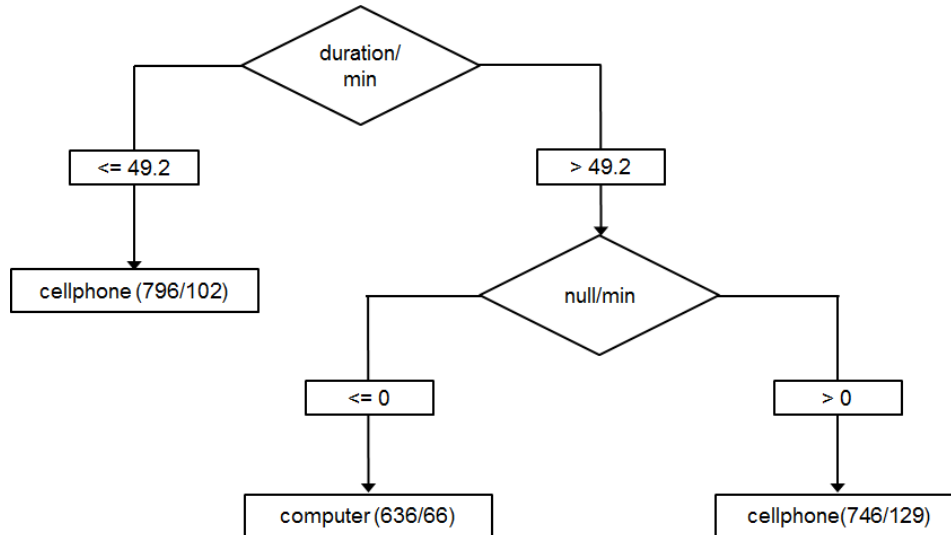 duration/
min
<= 49.2
> 49.2
cellphone (796/102)
null/min
<= 0
> 0
computer (636/66)
cellphone(746/129)